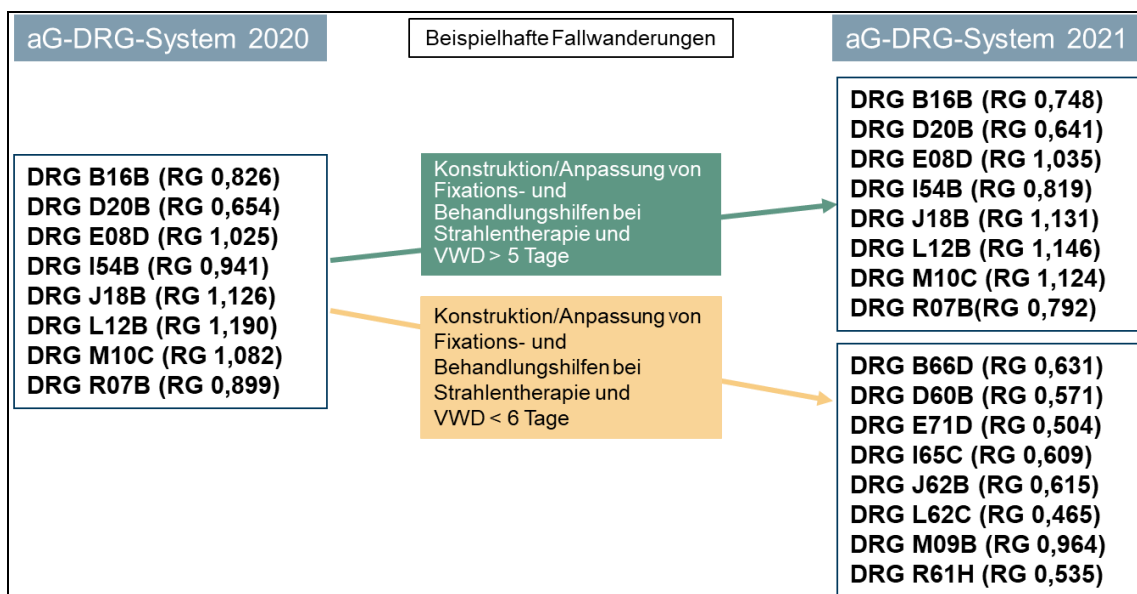 aG-DRG-System 2020
Beispielhafte Fallwanderungen
aG-DRG-System 2021
DRG B16B (RG 0,826)
DRG D20B (RG 0,654)
DRG E08D (RG 1,025)
DRG I54B (RG 0,941)
DRG J18B (RG 1,126)
DRG L12B (RG 1,190)
DRG M10C (RG 1,082)
DRG R07B (RG 0,899)
Konstruktion/Anpassung von
Fixations- und
Behandlungshilfen bei
Strahlentherapie und
VWD > 5 Tage
Konstruktion/Anpassung von
Fixations- und
Behandlungshilfen bei
Strahlentherapie und
VWD < 6 Tage
DRG B16B (RG 0,748)
DRG D20B (RG 0,641)
DRG E08D (RG 1,035)
DRG I54B (RG 0,819)
DRG J18B (RG 1,131)
DRG L12B (RG 1,146)
DRG M10C (RG 1,124)
DRG R07B(RG 0,792)
DRG B66D (RG 0,631)
DRG D60B (RG 0,571)
DRG E71D (RG 0,504)
DRG I65C (RG 0,609)
DRG J62B (RG 0,615)
DRG L62C (RG 0,465)
DRG M09B (RG 0,964)
DRG R61H (RG 0,535)